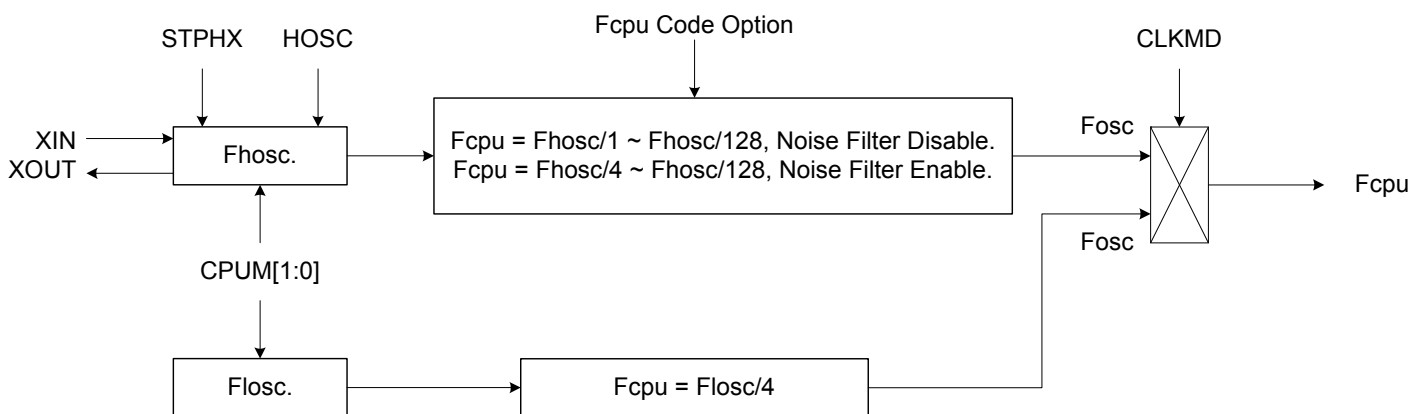 Fcpu Code Option
STPHX
HOSC
CLKMD
XIN
XOUT
Fhosc.
Fcpu = Fhosc/1 ~ Fhosc/128, Noise Filter Disable.
Fcpu = Fhosc/4 ~ Fhosc/128, Noise Filter Enable.
Fosc
Fosc
Fcpu
CPUM[1:0]
Flosc.
Fcpu = Flosc/4